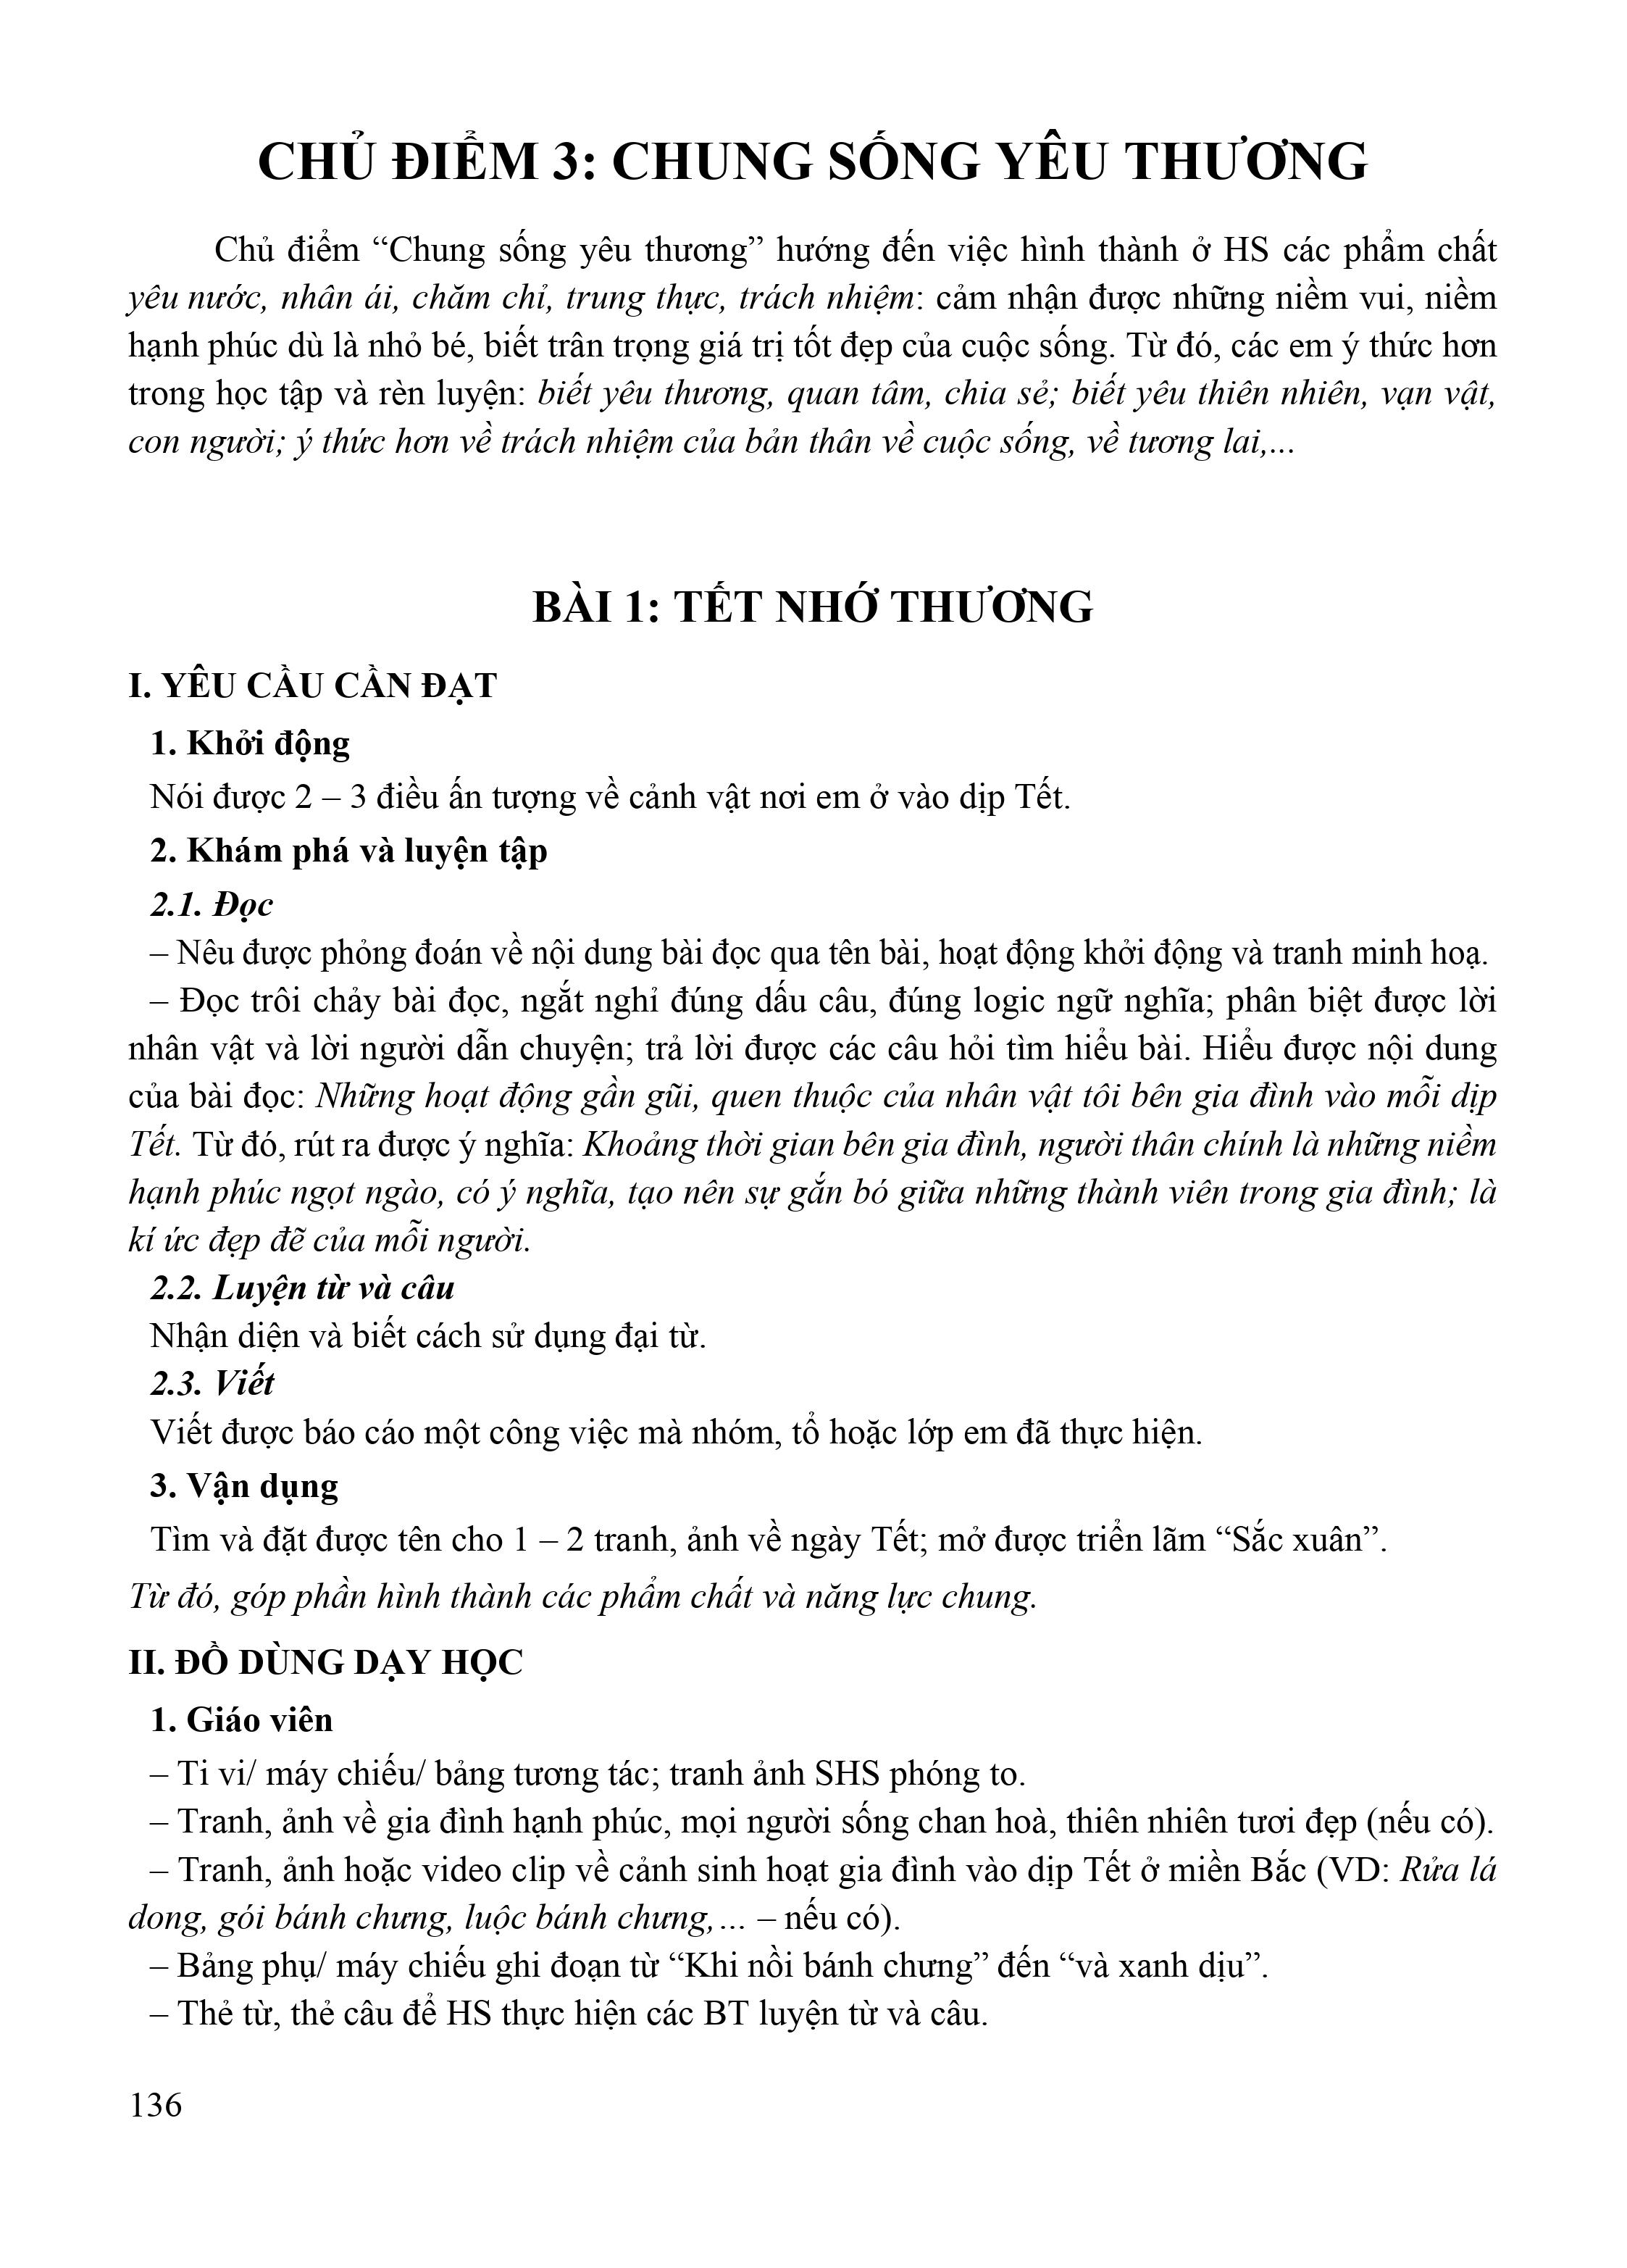 CHỦ ĐIỂM 3: CHUNG SỐNG YÊU THƯƠNG
Chủ điểm “Chung sống yêu thương” hướng đến việc hình thành ở HS các phẩm chất
yêu nước, nhân ái, chăm chỉ, trung thực, trách nhiệm: cảm nhận được những niềm vui, niềm
hạnh phúc dù là nhỏ bé, biết trân trọng giá trị tốt đẹp của cuộc sống. Từ đó, các em ý thức hơn
trong học tập và rèn luyện: biết yêu thương, quan tâm, chia sẻ; biết yêu thiên nhiên, vạn vật,
con người; ý thức hơn về trách nhiệm của bản thân về cuộc sống, về tương lai,...
BÀI 1: TẾT NHỚ THƯƠNG
I. YÊU CẦU CẦN ĐẠT
1. Khởi động
Nói được 2 – 3 điều ấn tượng về cảnh vật nơi em ở vào dịp Tết.
2. Khám phá và luyện tập
2.1. Đọc
– Nêu được phỏng đoán về nội dung bài đọc qua tên bài, hoạt động khởi động và tranh minh hoạ.
– Đọc trôi chảy bài đọc, ngắt nghỉ đúng dấu câu, đúng logic ngữ nghĩa; phân biệt được lời
nhân vật và lời người dẫn chuyện; trả lời được các câu hỏi tìm hiểu bài. Hiểu được nội dung
của bài đọc: Những hoạt động gần gũi, quen thuộc của nhân vật tôi bên gia đình vào mỗi dịp
Tết. Từ đó, rút ra được ý nghĩa: Khoảng thời gian bên gia đình, người thân chính là những niềm
hạnh phúc ngọt ngào, có ý nghĩa, tạo nên sự gắn bó giữa những thành viên trong gia đình; là
kí ức đẹp đẽ của mỗi người.
2.2. Luyện từ và câu
Nhận diện và biết cách sử dụng đại từ.
2.3. Viết
Viết được báo cáo một công việc mà nhóm, tổ hoặc lớp em đã thực hiện.
3. Vận dụng
Tìm và đặt được tên cho 1 – 2 tranh, ảnh về ngày Tết; mở được triển lãm “Sắc xuân”.
Từ đó, góp phần hình thành các phẩm chất và năng lực chung.
II. ĐỒ DÙNG DẠY HỌC
1. Giáo viên
– Ti vi/ máy chiếu/ bảng tương tác; tranh ảnh SHS phóng to.
– Tranh, ảnh về gia đình hạnh phúc, mọi người sống chan hoà, thiên nhiên tươi đẹp (nếu có).
– Tranh, ảnh hoặc video clip về cảnh sinh hoạt gia đình vào dịp Tết ở miền Bắc (VD: Rửa lá
dong, gói bánh chưng, luộc bánh chưng,… – nếu có).
– Bảng phụ/ máy chiếu ghi đoạn từ “Khi nồi bánh chưng” đến “và xanh dịu”.
– Thẻ từ, thẻ câu để HS thực hiện các BT luyện từ và câu.
136